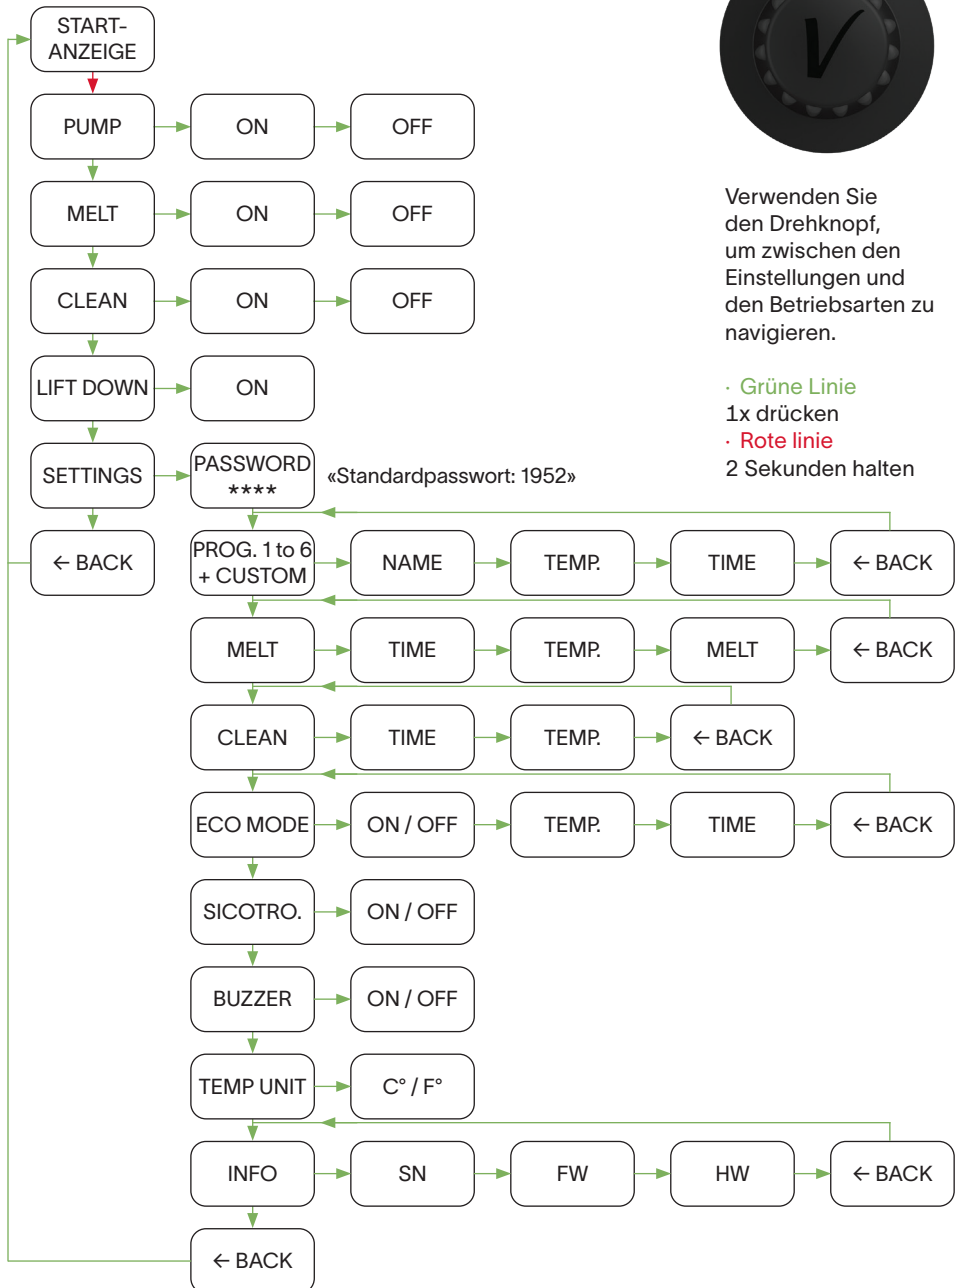 START-
ANZEIGE
PUMP
ON
OFF
MELT
ON
OFF
CLEAN
ON
OFF
LIFT DOWN
ON
SETTINGS
PASSWORD
****
«Standardpasswort: 1952»
← BACK
Verwenden Sie
den Drehknopf,
um zwischen den
Einstellungen und
den Betriebsarten zu
navigieren.
· Grüne Linie
1x drücken
· Rote linie
2 Sekunden halten
PROG. 1 to 6
+ CUSTOM
NAME
TEMP.
TIME
← BACK
MELT
TIME
TEMP.
MELT
← BACK
CLEAN
TIME
TEMP.
← BACK
ECO MODE
ON / OFF
TEMP.
TIME
← BACK
SICOTRO.
ON / OFF
BUZZER
ON / OFF
TEMP UNIT
C° / F°
INFO
SN
FW
HW
← BACK
← BACK